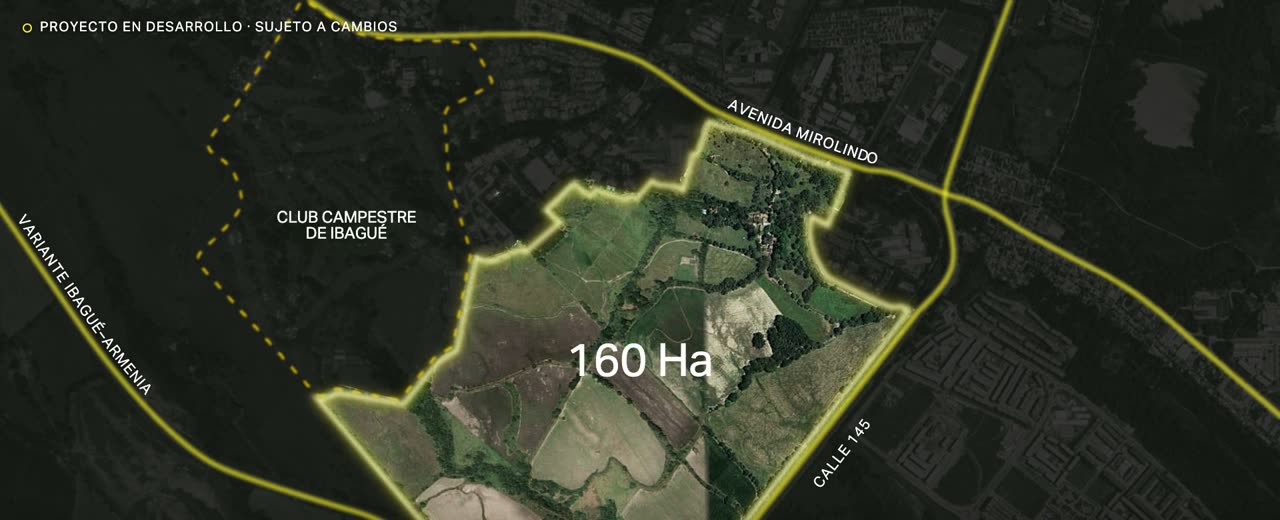 PROYECTO EN DESARROLLO · SUJETO A CAMBIOS
AVENIDA MIROLINDO
CLUB CAMPESTRE
DE IBAGUÉ
VARIANTE IBAGUÉ–ARMENIA
160 Ha
CALLE 145